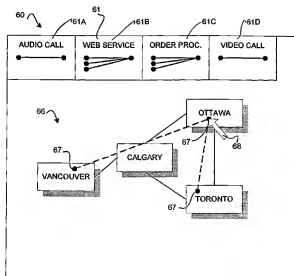 60
61A
61
61B
61C
61D
AUDIO CALL
WEB SERVICE
ORDER PROC.
VIDEO CALL
66
OTTAWA
67
67
68
CALGARY
VANCOUVER
67
TORONTO